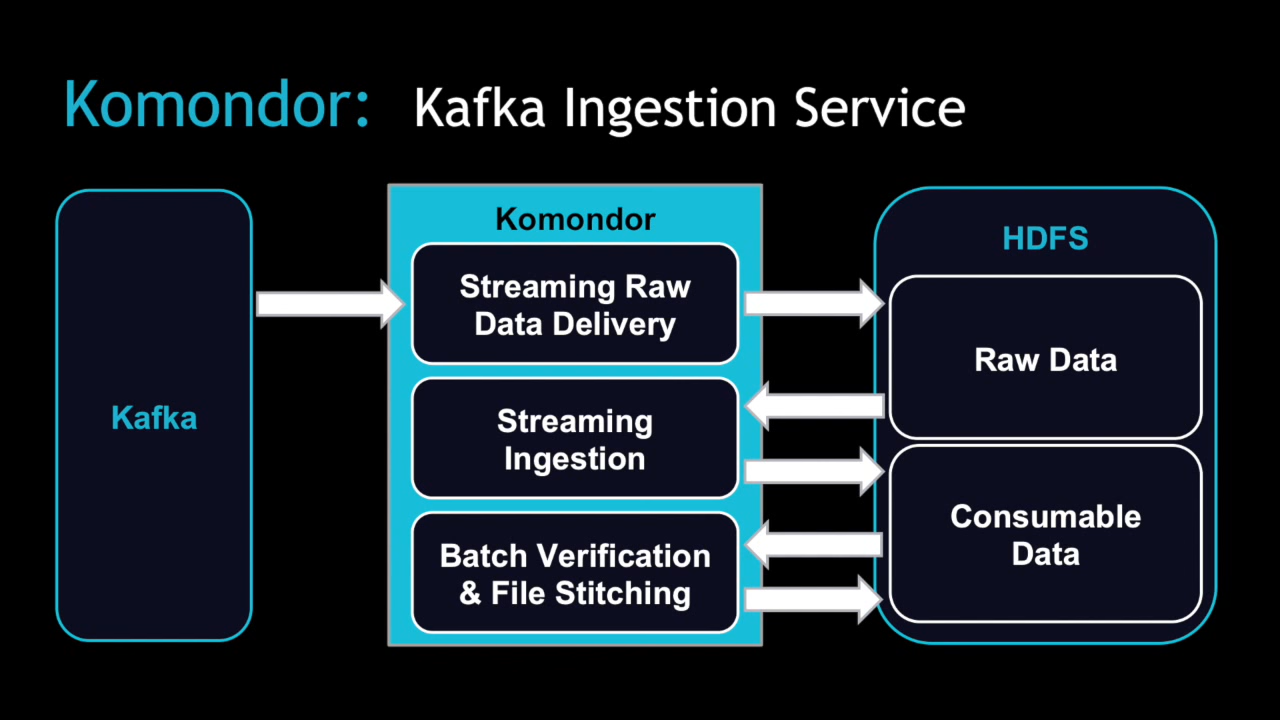 Komondor: Kafka Ingestion Service
Kafka
Komondor
Streaming Raw
Data Delivery
Streaming
Ingestion
Batch Verification
& File Stitching
HDFS
Raw Data
Consumable
Data